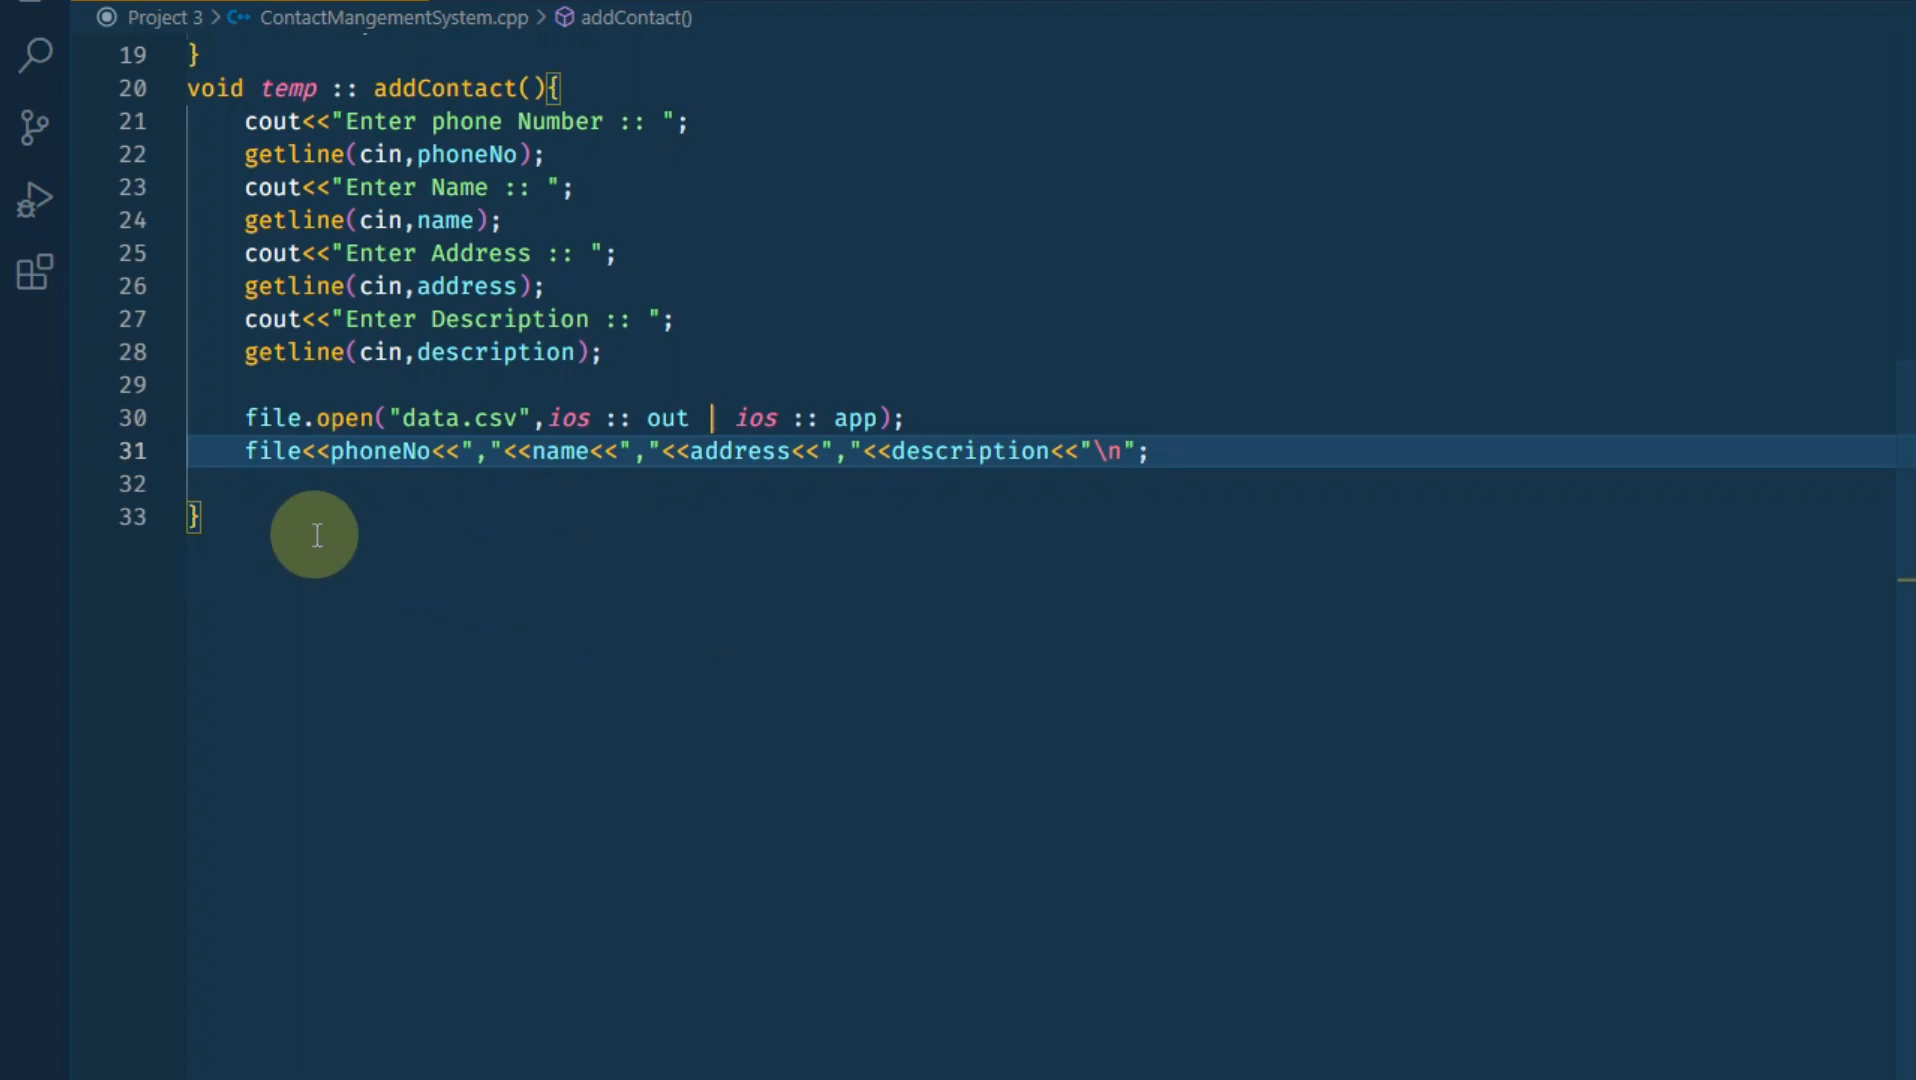 Project 3 > C++ ContactMangementSystem.cpp > addContact()
19 }
20 void temp :: addContact(){
21     cout<<"Enter phone Number :: ";
22     getline(cin,phoneNo);
23     cout<<"Enter Name :: ";
24     getline(cin,name);
25     cout<<"Enter Address :: ";
26     getline(cin,address);
27     cout<<"Enter Description :: ";
28     getline(cin,description);
29
30     file.open("data.csv",ios :: out | ios :: app);
31     file<<phoneNo<<","<<name<<","<<address<<","<<description<<"\n";
32
33 }